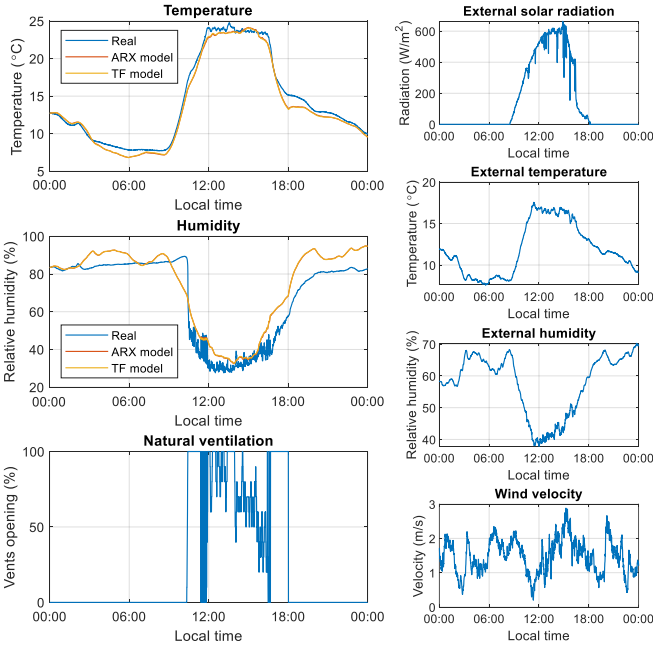 Temperature
Temperature (°C)
25
20
15
10
5
Real
ARX model
TF model
00:00 06:00 12:00 18:00 00:00
Local time
Humidity
Relative humidity (%)
100
80
60
40
20
Real
ARX model
TF model
00:00 06:00 12:00 18:00 00:00
Local time
Natural ventilation
Vents opening (%)
100
50
0
00:00 06:00 12:00 18:00 00:00
Local time
External solar radiation
Radiation (W/m²)
600
400
200
0
00:00 06:00 12:00 18:00 00:00
Local time
External temperature
Temperature (°C)
20
15
10
00:00 06:00 12:00 18:00 00:00
Local time
External humidity
Relative humidity (%)
70
60
50
40
00:00 06:00 12:00 18:00 00:00
Local time
Wind velocity
Velocity (m/s)
3
2
1
0
00:00 06:00 12:00 18:00 00:00
Local time